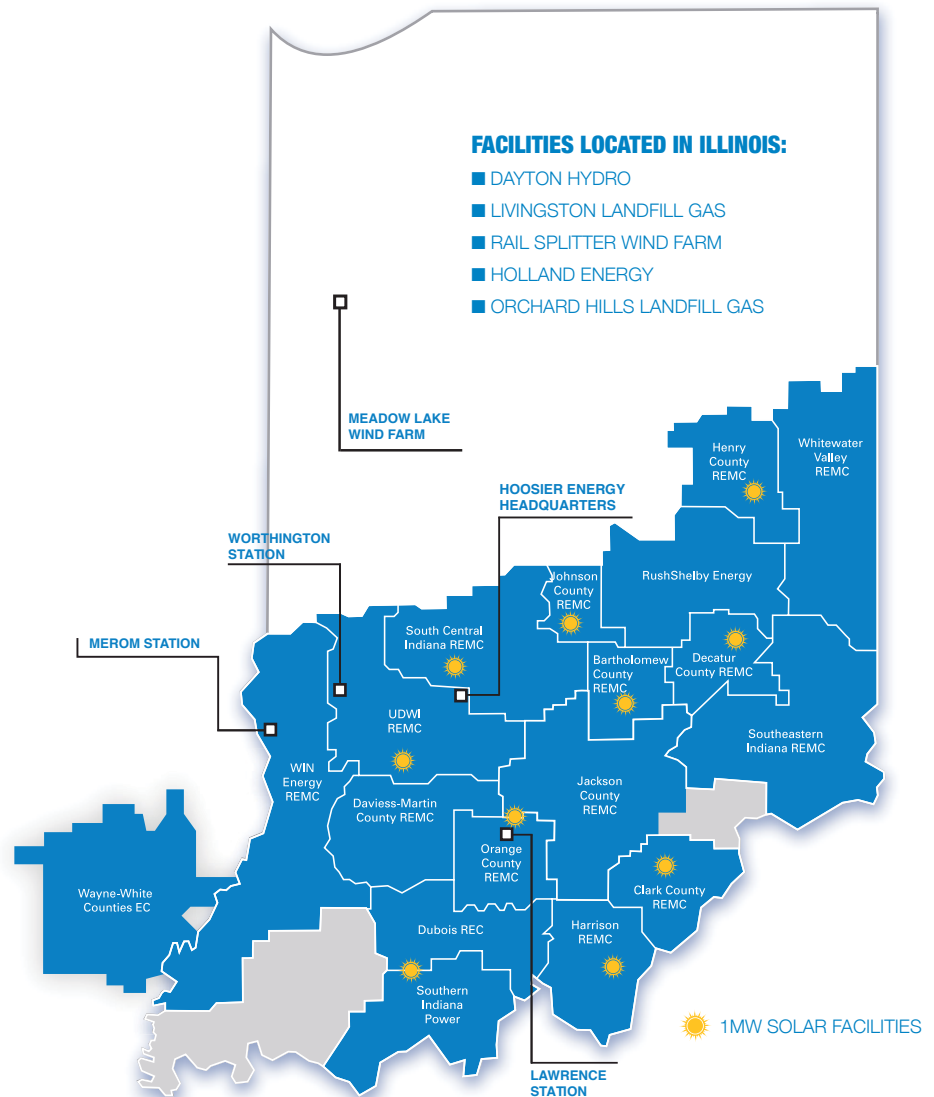 FACILITIES LOCATED IN ILLINOIS:
DAYTON HYDRO
LIVINGSTON LANDFILL GAS
RAIL SPLITTER WIND FARM
HOLLAND ENERGY
ORCHARD HILLS LANDFILL GAS
MEADOW LAKE
WIND FARM
Henry
County
REMC
Whitewater
Valley
REMC
HOOSIER ENERGY
HEADQUARTERS
WORTHINGTON
STATION
Johnson
County
REMC
RushShelby Energy
MEROM STATION
South Central
Indiana REMC
Bartholomew
County
REMC
Decatur
County REMC
UDWI
REMC
Southeastern
Indiana REMC
WIN
Energy
REMC
Jackson
County
REMC
Daviess-Martin
County REMC
Orange
County
REMC
Wayne-White
Counties EC
Clark County
REMC
Dubois REC
Harrison
REMC
Southern
Indiana
Power
1MW SOLAR FACILITIES
LAWRENCE
STATION